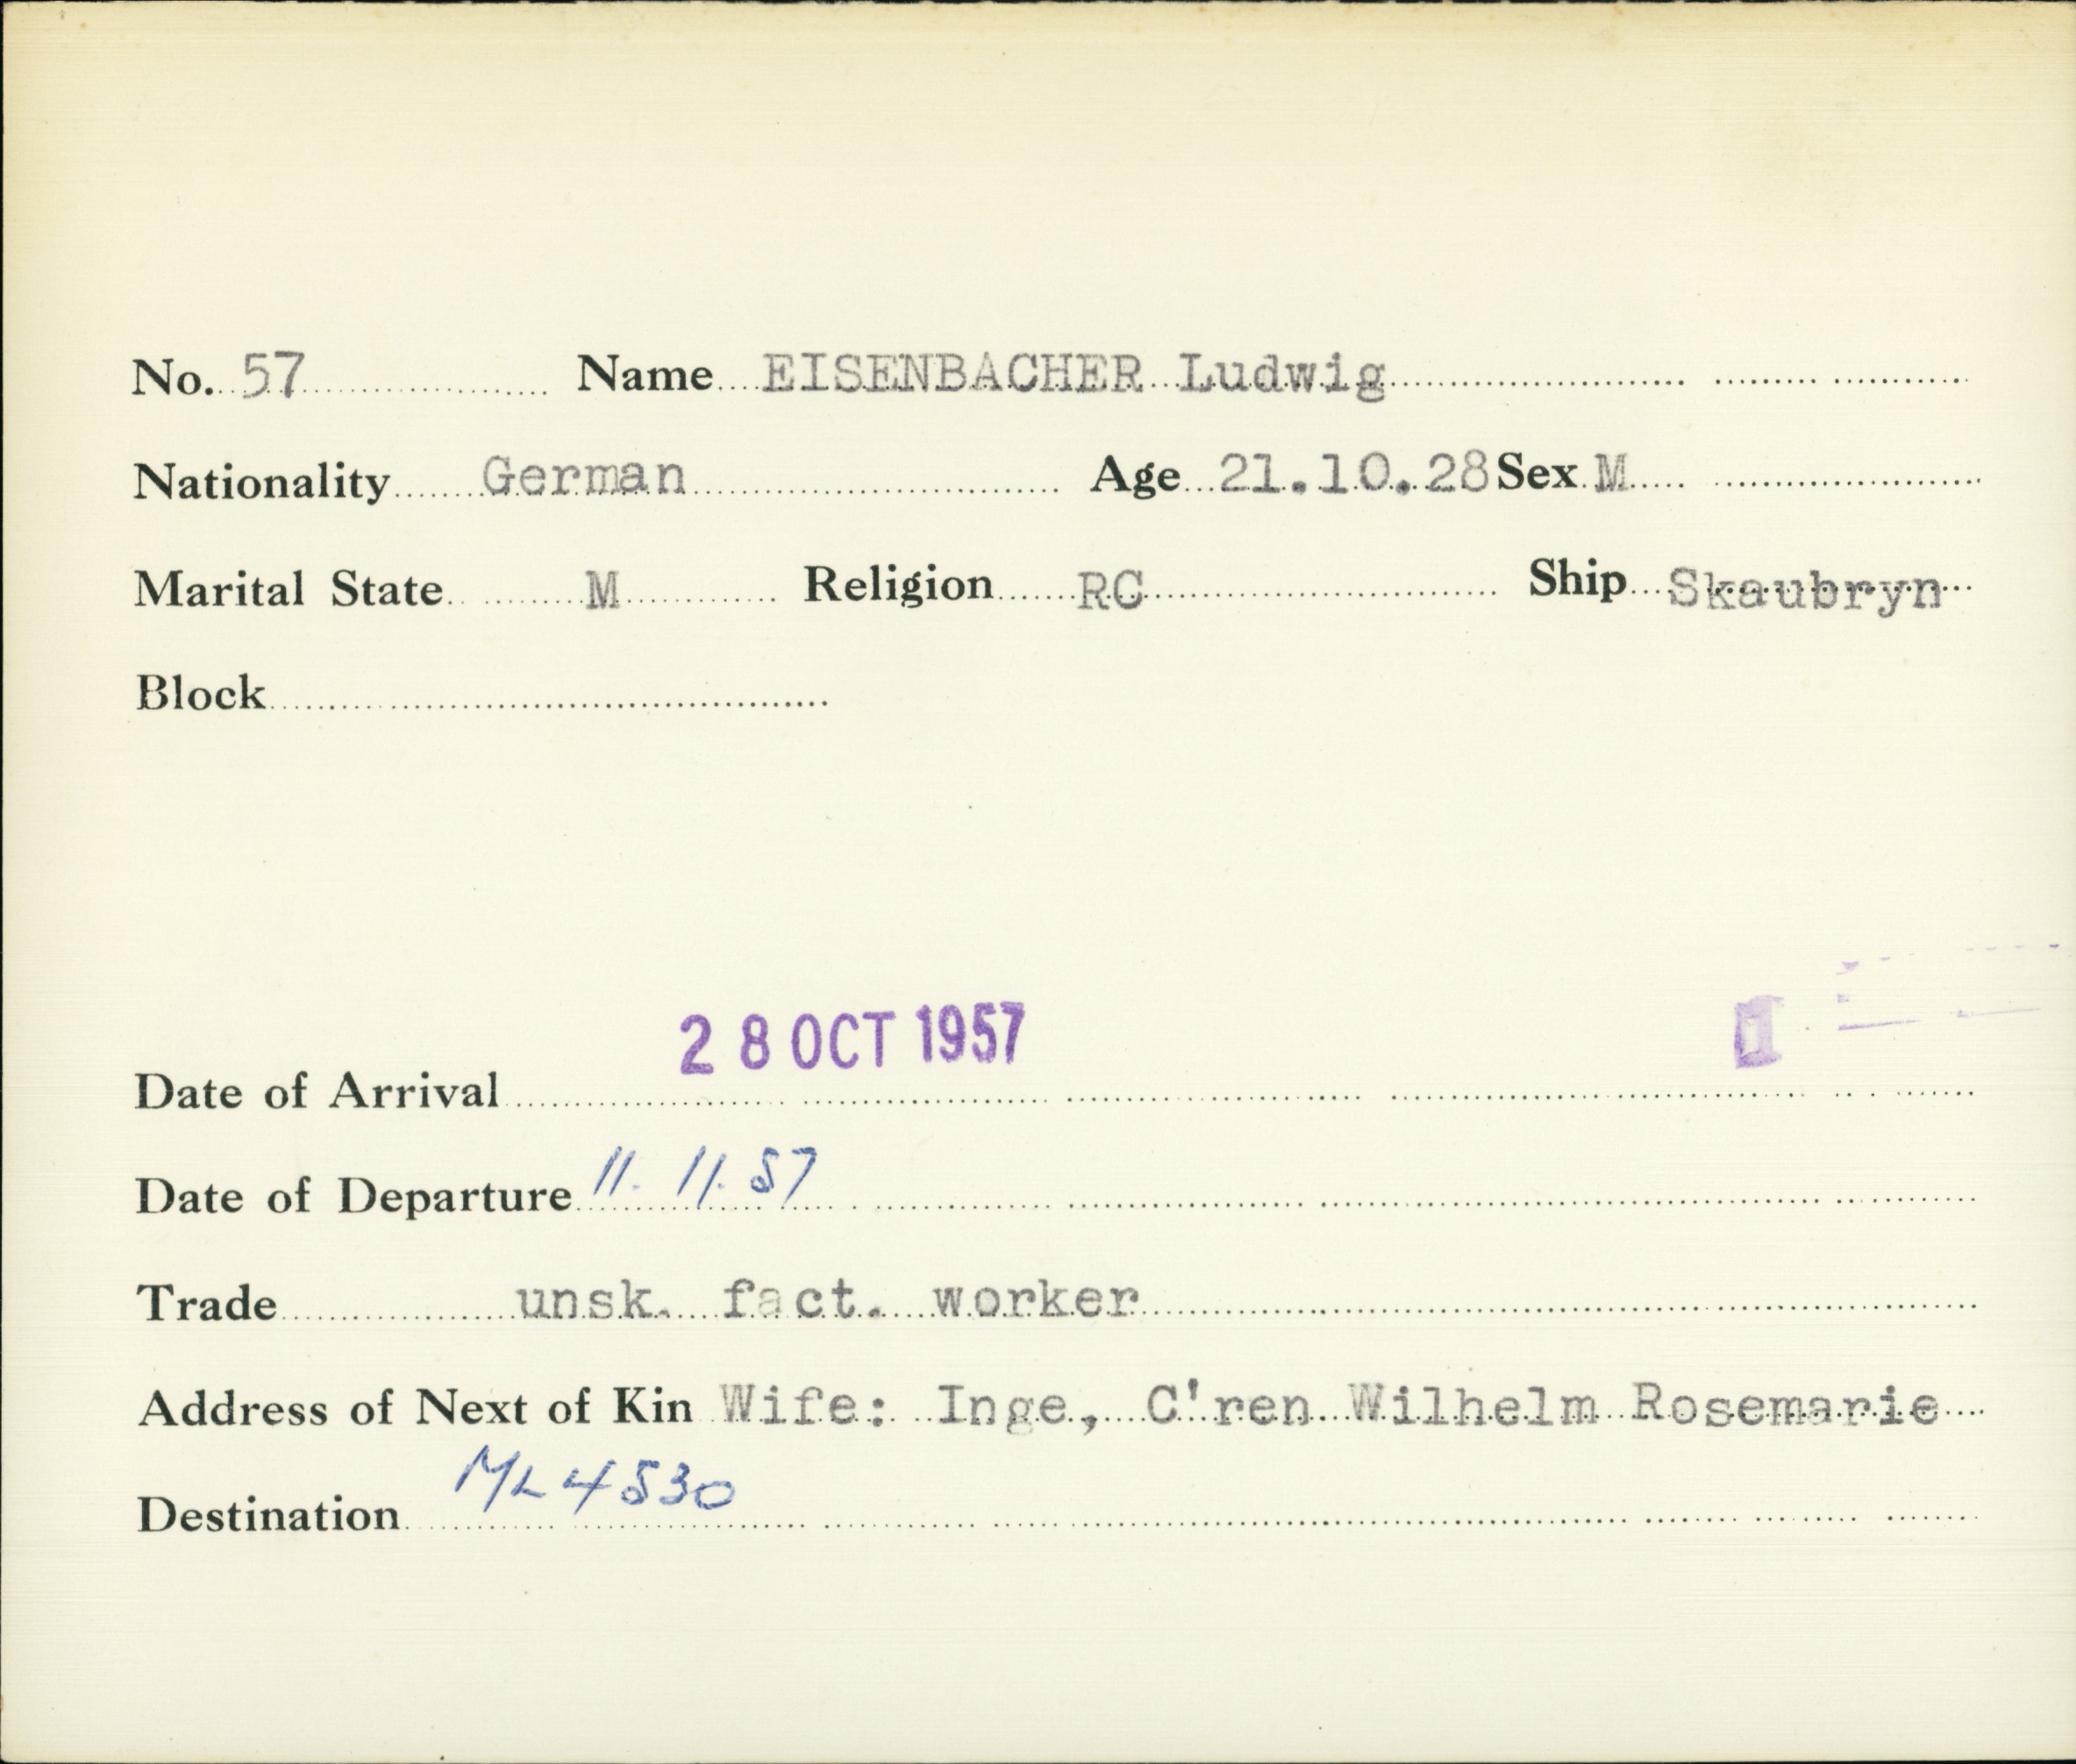 No. 57 Name EISENBACHER Ludwig
Nationality German Age 21.10.28 Sex M
Marital State M Religion RC Ship Skaubryn
Block
28 OCT 1957
Date of Arrival
Date of Departure 11.11.57
Trade unsk. fact. worker
Address of Next of Kin Wife: Inge, C'ren Wilhelm Rosemarie
Destination ML 4530